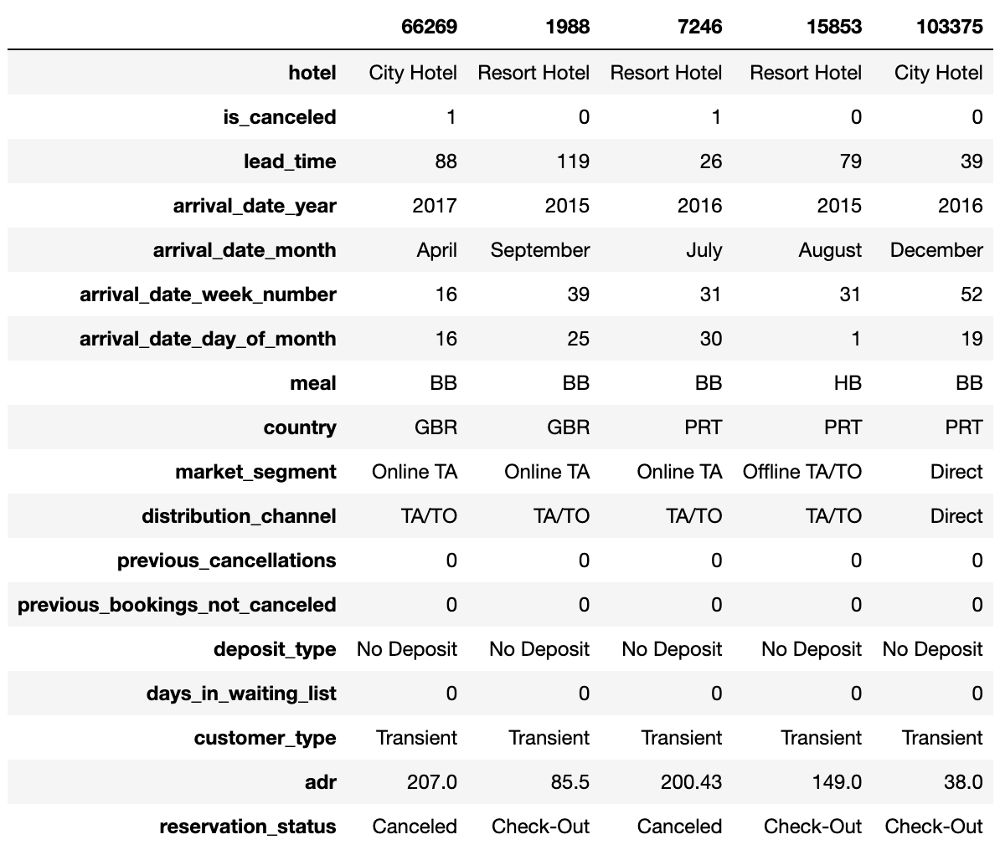 66269 1988 7246 15853 103375
hotel City Hotel Resort Hotel Resort Hotel Resort Hotel City Hotel
is_canceled 1 0 1 0 0
lead_time 88 119 26 79 39
arrival_date_year 2017 2015 2016 2015 2016
arrival_date_month April September July August December
arrival_date_week_number 16 39 31 31 52
arrival_date_day_of_month 16 25 30 1 19
meal BB BB BB HB BB
country GBR GBR PRT PRT PRT
market_segment Online TA Online TA Online TA Offline TA/TO Direct
distribution_channel TA/TO TA/TO TA/TO TA/TO Direct
previous_cancellations 0 0 0 0 0
previous_bookings_not_canceled 0 0 0 0 0
deposit_type No Deposit No Deposit No Deposit No Deposit No Deposit
days_in_waiting_list 0 0 0 0 0
customer_type Transient Transient Transient Transient Transient
adr 207.0 85.5 200.43 149.0 38.0
reservation_status Canceled Check-Out Canceled Check-Out Check-Out